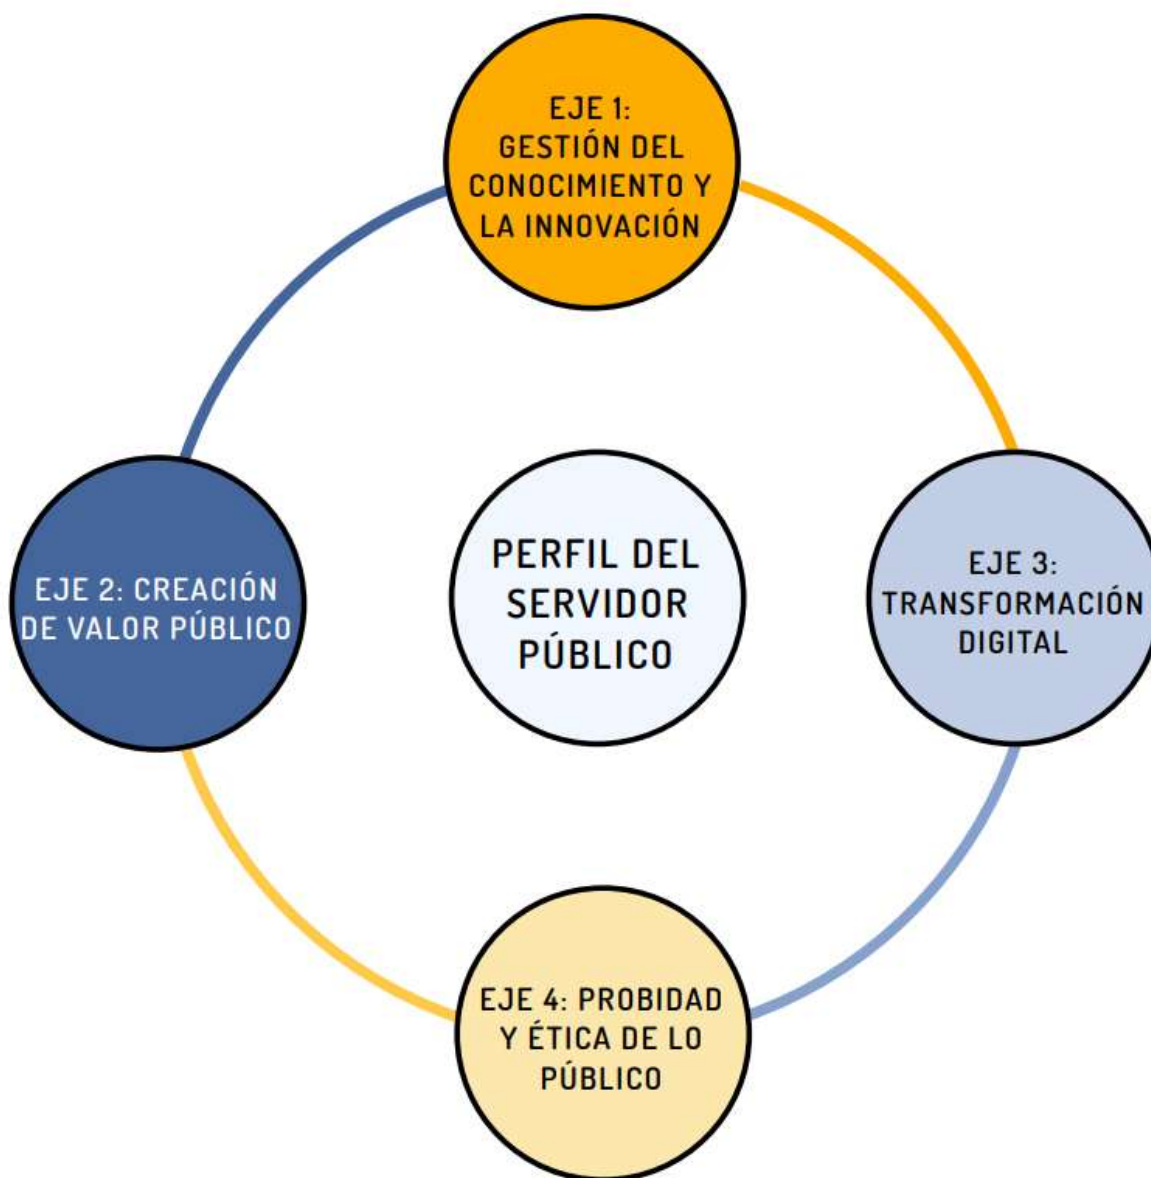 EJE 1:
GESTIÓN DEL
CONOCIMIENTO Y
LA INNOVACIÓN
EJE 2: CREACIÓN
DE VALOR PÚBLICO
PERFIL DEL
SERVIDOR
PÚBLICO
EJE 3:
TRANSFORMACIÓN
DIGITAL
EJE 4: PROBIDAD
Y ÉTICA DE LO
PÚBLICO